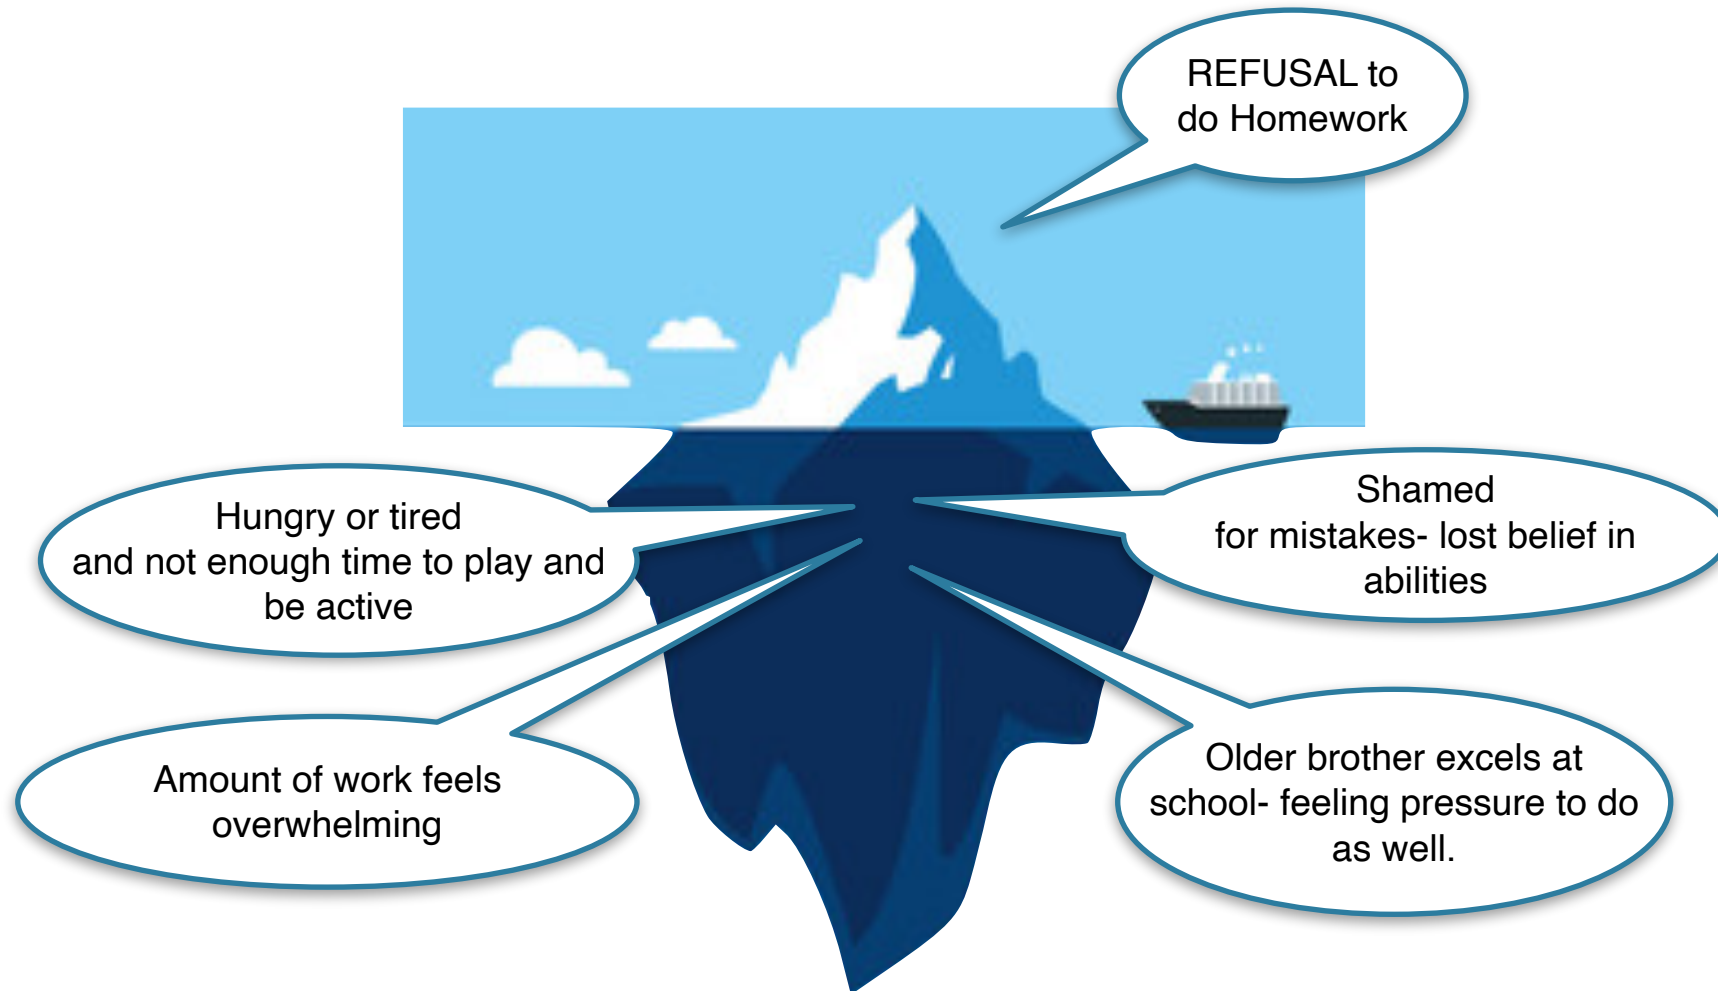 REFUSAL to
do Homework
Hungry or tired
and not enough time to play and
be active
Shamed
for mistakes- lost belief in
abilities
Amount of work feels
overwhelming
Older brother excels at
school- feeling pressure to do
as well.